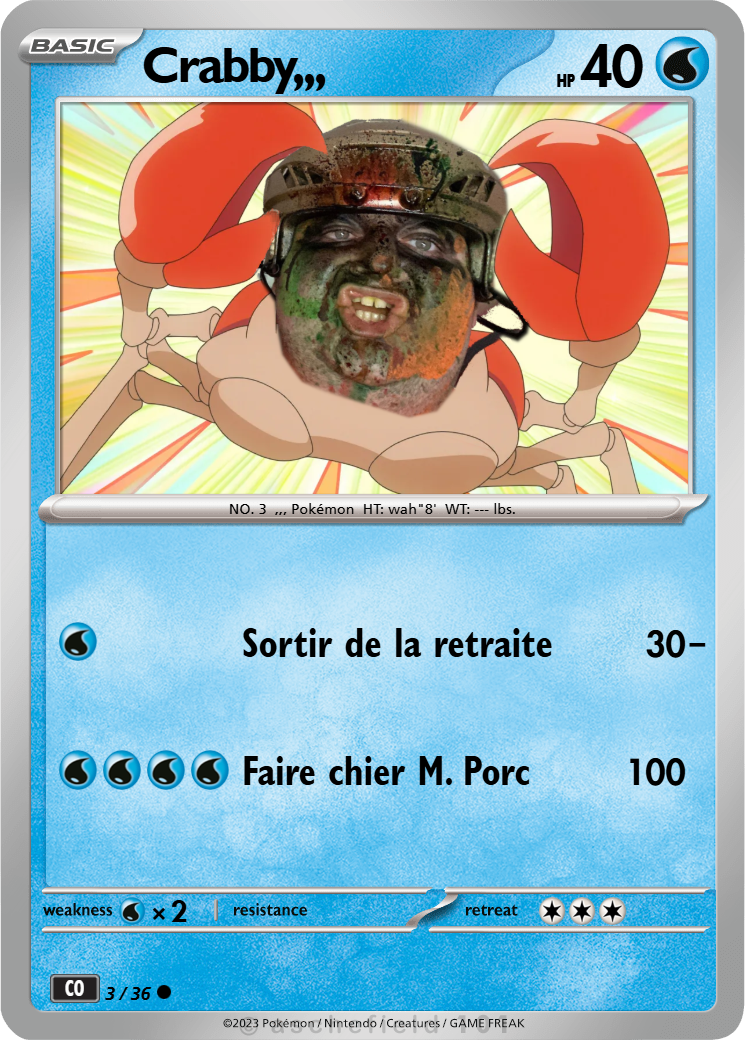 BASIC
Crabby,,, HP 40
NO. 3 ,,, Pokémon HT: wah"8' WT: --- lbs.
Sortir de la retraite 30−
Faire chier M. Porc 100
weakness × 2 resistance retreat
CO 3 / 36
©2023 Pokémon / Nintendo / Creatures / GAME FREAK